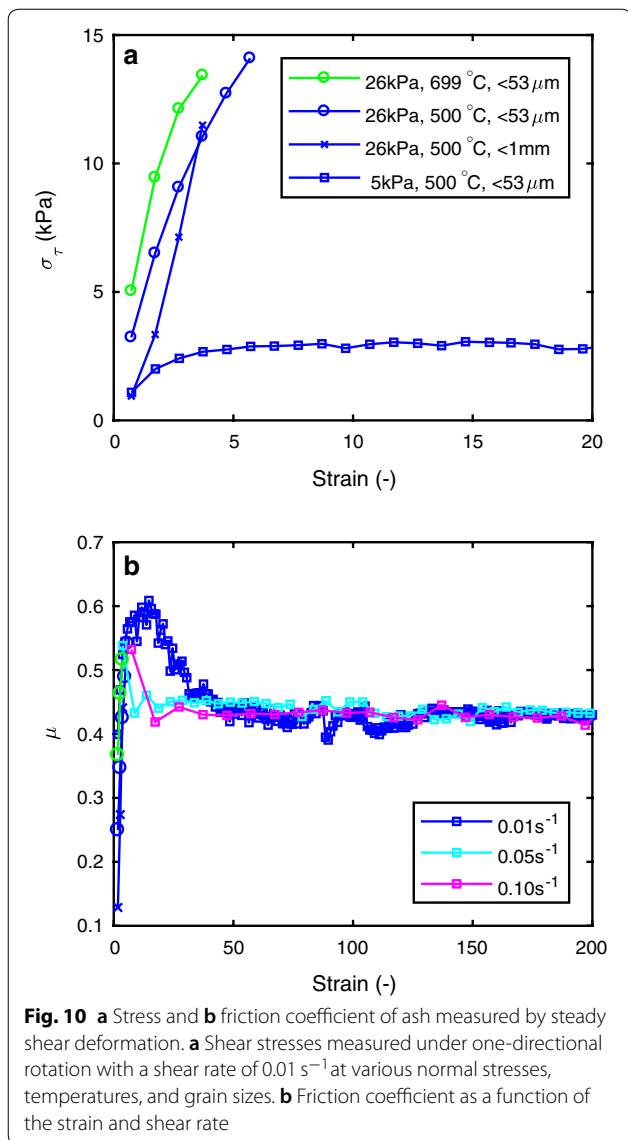 a
15
10
5
0
σ_τ (kPa)
26kPa, 699 °C, <53 μm
26kPa, 500 °C, <53 μm
26kPa, 500 °C, <1mm
5kPa, 500 °C, <53 μm
0 5 10 15 20
Strain (-)
b
0.7
0.6
0.5
0.4
0.3
0.2
0.1
μ
0.01s⁻¹
0.05s⁻¹
0.10s⁻¹
0 50 100 150 200
Strain (-)
Fig. 10 a Stress and b friction coefficient of ash measured by steady
shear deformation. a Shear stresses measured under one-directional
rotation with a shear rate of 0.01 s⁻¹ at various normal stresses,
temperatures, and grain sizes. b Friction coefficient as a function of
the strain and shear rate